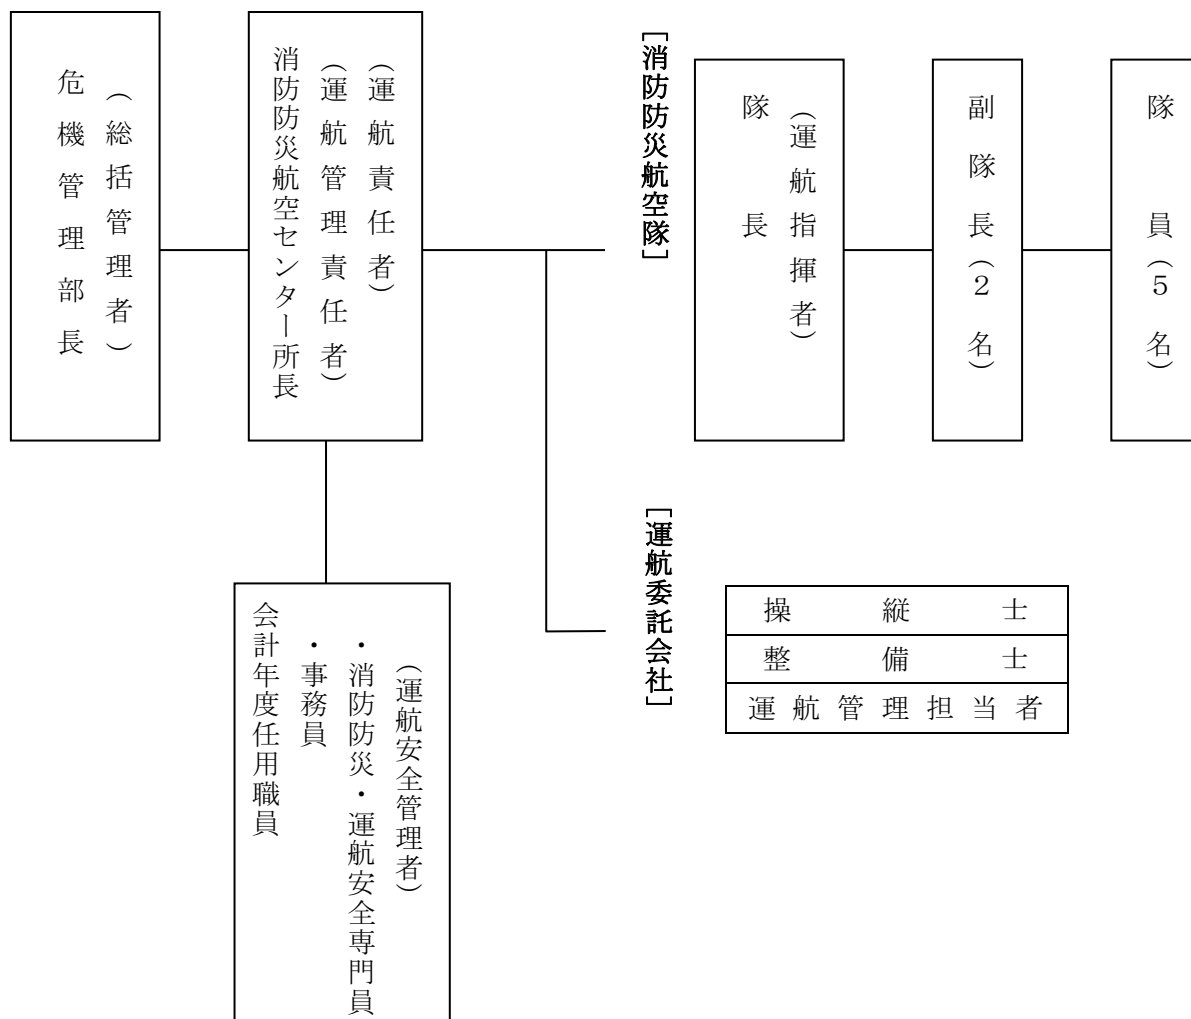 危機管理部長
（総括管理者）
消防防災航空センター所長
（運航管理責任者）
（運航責任者）
会計年度任用職員
・事務員
・消防防災・運航安全専門員
（運航安全管理者）
［消防防災航空隊］
隊長
（運航指揮者）
副隊長（２名）
隊員（５名）
［運航委託会社］
操縦士
整備士
運航管理担当者